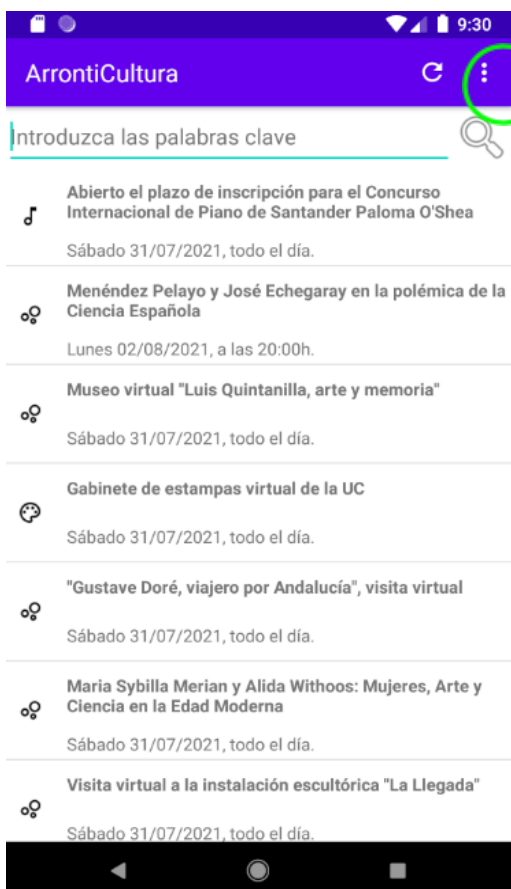 9:30
ArrontiCultura
Introduzca las palabras clave
Abierto el plazo de inscripción para el Concurso
Internacional de Piano de Santander Paloma O'Shea
Sábado 31/07/2021, todo el día.
Menéndez Pelayo y José Echegaray en la polémica de la
Ciencia Española
Lunes 02/08/2021, a las 20:00h.
Museo virtual "Luis Quintanilla, arte y memoria"
Sábado 31/07/2021, todo el día.
Gabinete de estampas virtual de la UC
Sábado 31/07/2021, todo el día.
"Gustave Doré, viajero por Andalucía", visita virtual
Sábado 31/07/2021, todo el día.
Maria Sybilla Merian y Alida Withoos: Mujeres, Arte y
Ciencia en la Edad Moderna
Sábado 31/07/2021, todo el día.
Visita virtual a la instalación escultórica "La Llegada"
Sábado 31/07/2021, todo el día.